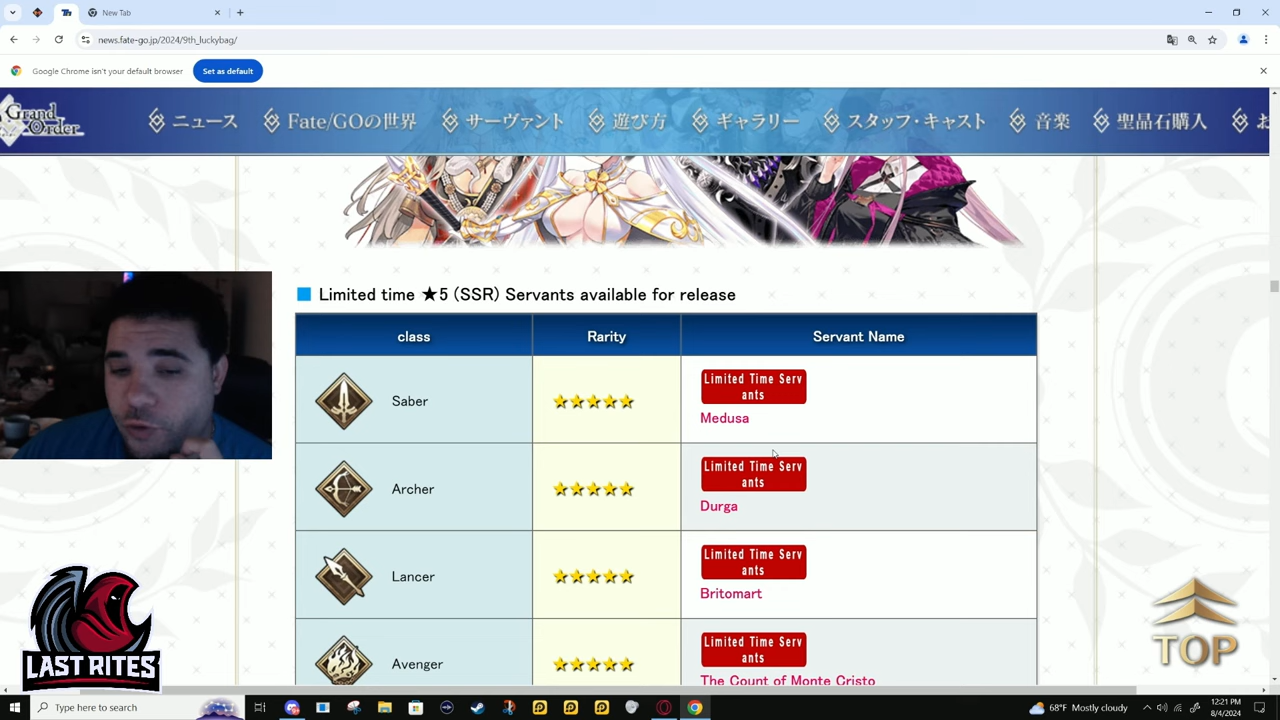 New Tab
news.fate-go.jp/2024/9th_luckybag/
Google Chrome isn't your default browser
Set as default
Grand Order
ニュース
Fate/GOの世界
サーヴァント
遊び方
ギャラリー
スタッフ・キャスト
音楽
聖晶石購入
お
Limited time ★5 (SSR) Servants available for release
class Rarity Servant Name
Saber ★★★★★ Limited Time Serv
ants
Medusa
Archer ★★★★★ Limited Time Serv
ants
Durga
Lancer ★★★★★ Limited Time Serv
ants
Britomart
Avenger ★★★★★ Limited Time Serv
ants
The Count of Monte Cristo
TOP
LAST RITES
Type here to search
68°F Mostly cloudy
12:21 PM
8/4/2024